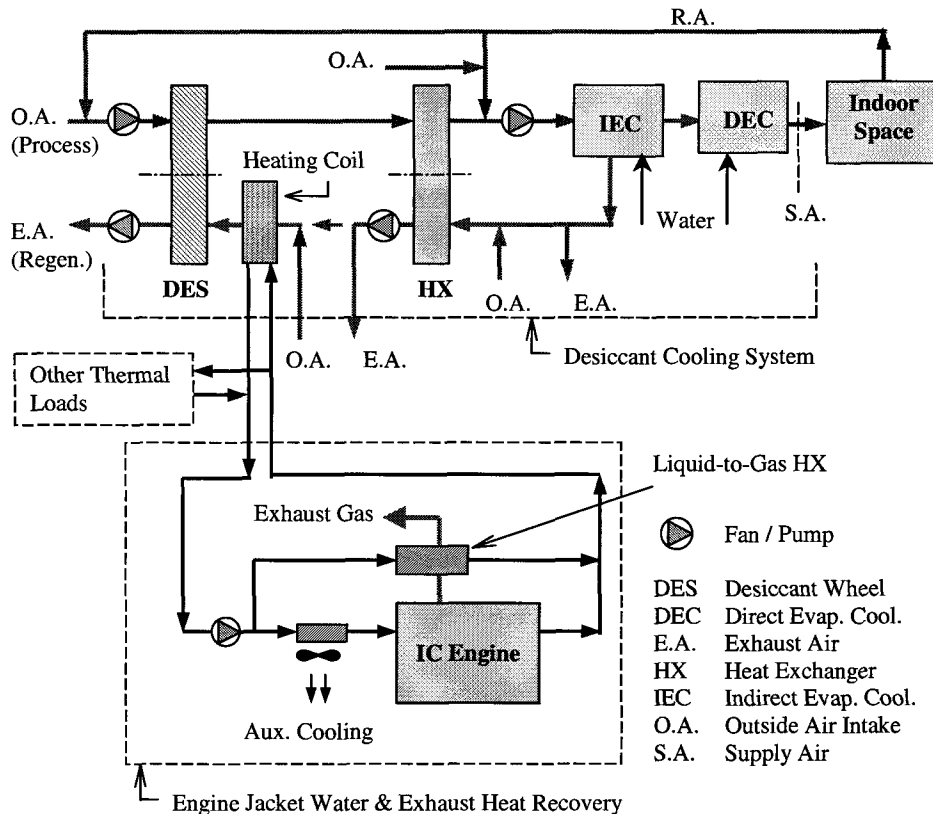 R.A.
O.A.
O.A.
(Process)
IEC
DEC
Indoor
Space
Heating Coil
Water
S.A.
E.A.
(Regen.)
DES
HX
O.A.
E.A.
O.A.
E.A.
Desiccant Cooling System
Other Thermal
Loads
Liquid-to-Gas HX
Exhaust Gas
Fan / Pump
IC Engine
Aux. Cooling
DES Desiccant Wheel
DEC Direct Evap. Cool.
E.A. Exhaust Air
HX Heat Exchanger
IEC Indirect Evap. Cool.
O.A. Outside Air Intake
S.A. Supply Air
Engine Jacket Water & Exhaust Heat Recovery